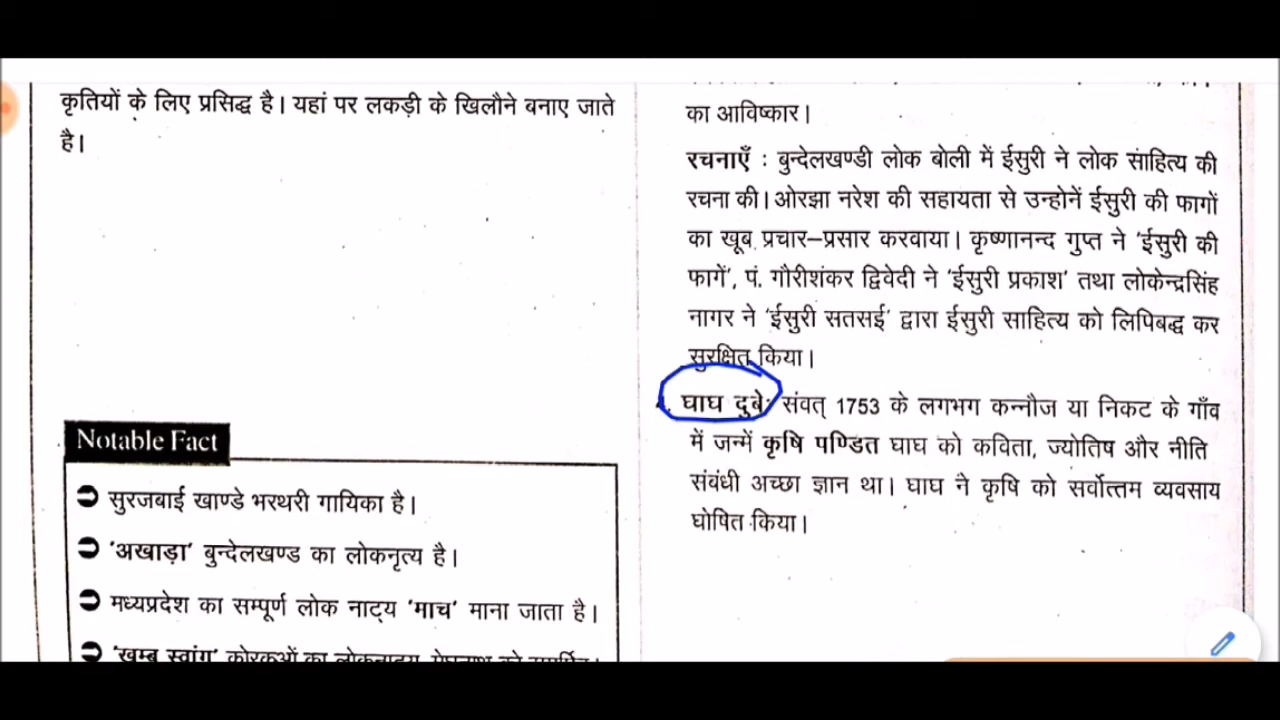 कृतियों के लिए प्रसिद्ध है। यहां पर लकड़ी के खिलौने बनाए जाते
है।
Notable Fact
सुरजबाई खाण्डे भरथरी गायिका है।
'अखाड़ा' बुन्देलखण्ड का लोकनृत्य है।
मध्यप्रदेश का सम्पूर्ण लोक नाट्य 'माच' माना जाता है।
'खम्ब स्वांग' कोरकूओं का लोकनाट्य
का आविष्कार।
रचनाएँ : बुन्देलखण्डी लोक बोली में ईसुरी ने लोक साहित्य की
रचना की। ओरझा नरेश की सहायता से उन्होनें ईसुरी की फागों
का खूब प्रचार–प्रसार करवाया। कृष्णानन्द गुप्त ने 'ईसुरी की
फागें', पं. गौरीशंकर द्विवेदी ने 'ईसुरी प्रकाश' तथा लोकेन्द्रसिंह
नागर ने 'ईसुरी सतसई' द्वारा ईसुरी साहित्य को लिपिबद्ध कर
सुरक्षित किया।
घाघ दुबे: संवत् 1753 के लगभग कन्नौज या निकट के गाँव
में जन्में कृषि पण्डित घाघ को कविता, ज्योतिष और नीति
संबंधी अच्छा ज्ञान था। घाघ ने कृषि को सर्वोत्तम व्यवसाय
घोषित किया।